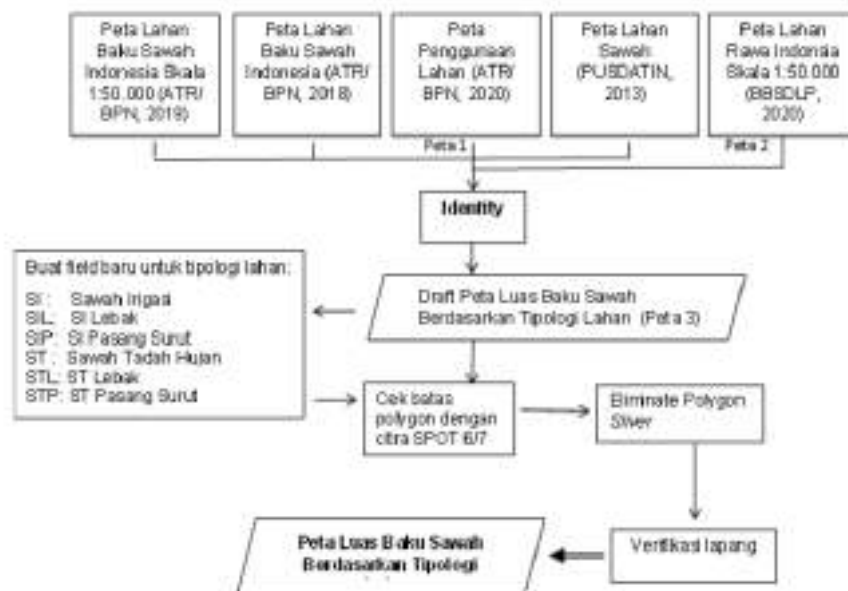 Peta Lahan
Baku Sawah
Indonesia Skala
1:50.000 (ATR/
BPN, 2019)
Peta Lahan
Baku Sawah
Indonesia (ATR/
BPN, 2018)
Peta
Penggunaan
Lahan (ATR/
BPN, 2020)
Peta Lahan
Sawah
(PUSDATIN,
2013)
Peta Lahan
Rawa Indonsia
Skala 1:50.000
(BBSDLP,
2020)
Peta 1
Peta 2
Identity
Draft Peta Luas Baku Sawah
Berdasarkan Tipologi Lahan (Peta 3)
Buat field baru untuk tipologi lahan:
SI : Sawah Irigasi
SIL: SI Lebak
SIP: SI Pasang Surut
ST : Sawah Tadah Hujan
STL: ST Lebak
STP: ST Pasang Surut
Cek batas
polygon dengan
citra SPOT 6/7
Eliminate Polygon
Sliver
Verifikasi lapang
Peta Luas Baku Sawah
Berdasarkan Tipologi